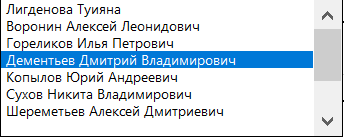 Лигденова Туияна
Воронин Алексей Леонидович
Гореликов Илья Петрович
Дементьев Дмитрий Владимирович
Копылов Юрий Андреевич
Сухов Никита Владимирович
Шереметьев Алексей Дмитриевич